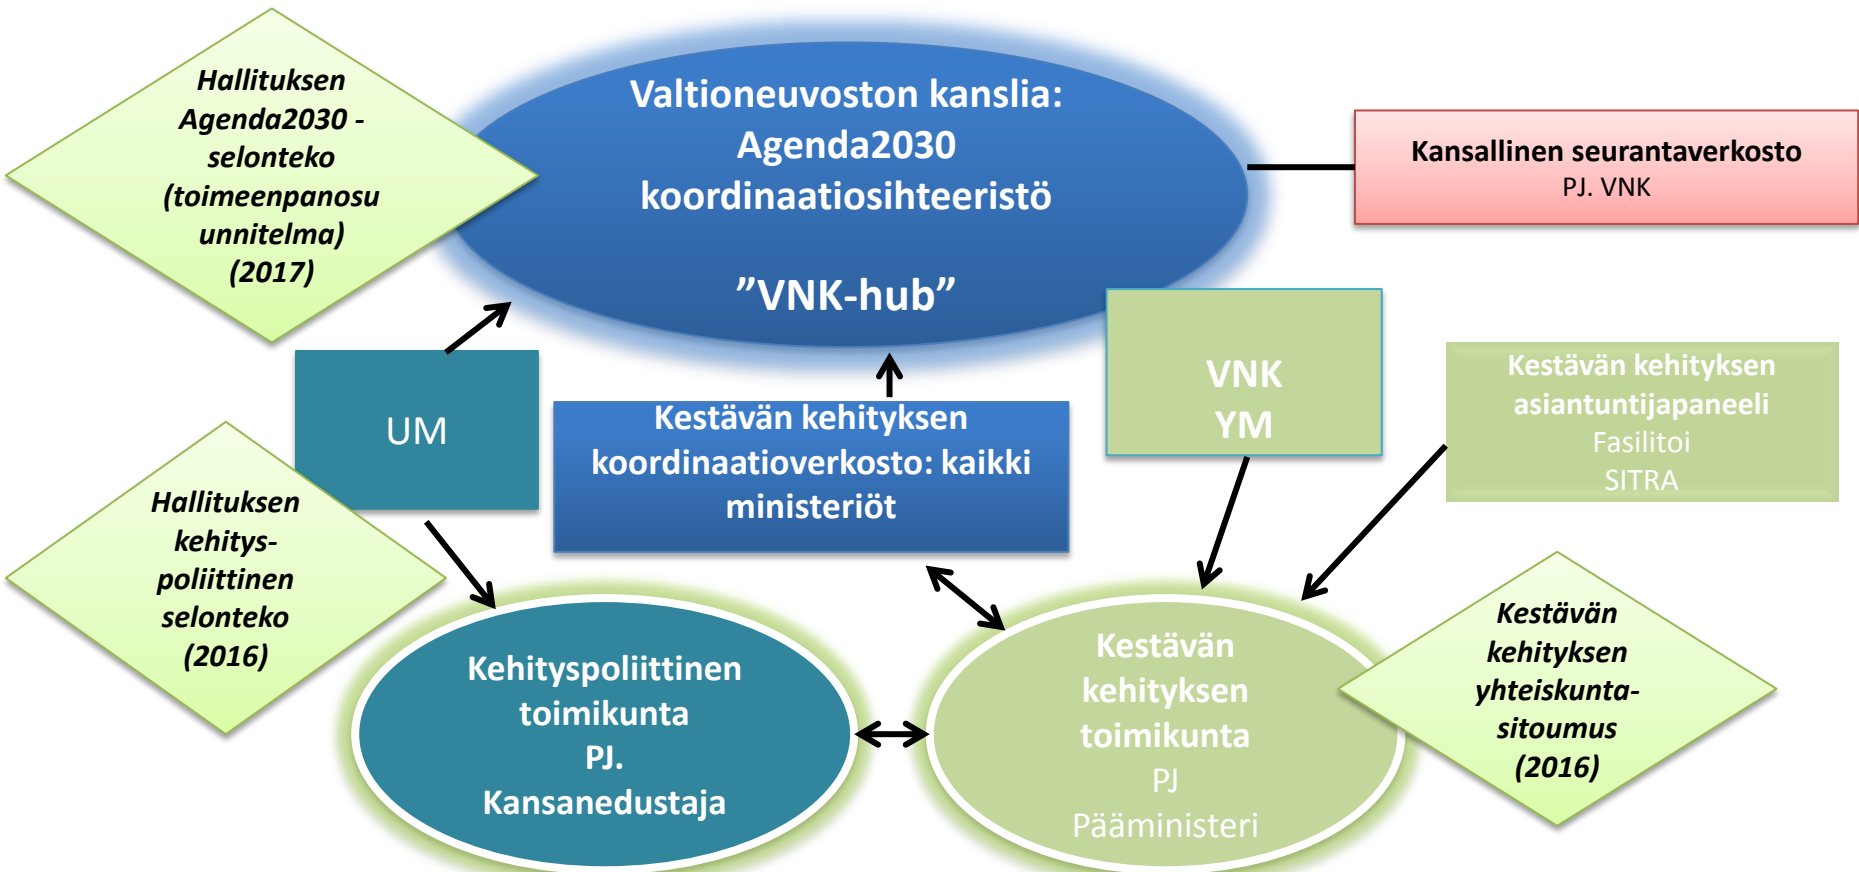 Hallituksen
Agenda2030 -
selonteko
(toimeenpanosu
unnitelma)
(2017)
Valtioneuvoston kanslia:
Agenda2030
koordinaatiosihteeristö
”VNK-hub”
Kansallinen seurantaverkosto
PJ. VNK
UM
Kestävän kehityksen
koordinaatioverkosto: kaikki
ministeriöt
VNK
YM
Kestävän kehityksen
asiantuntijapaneeli
Fasilitoi
SITRA
Hallituksen
kehitys-
poliittinen
selonteko
(2016)
Kehityspoliittinen
toimikunta
PJ.
Kansanedustaja
Kestävän
kehityksen
toimikunta
PJ
Pääministeri
Kestävän
kehityksen
yhteiskunta-
sitoumus
(2016)